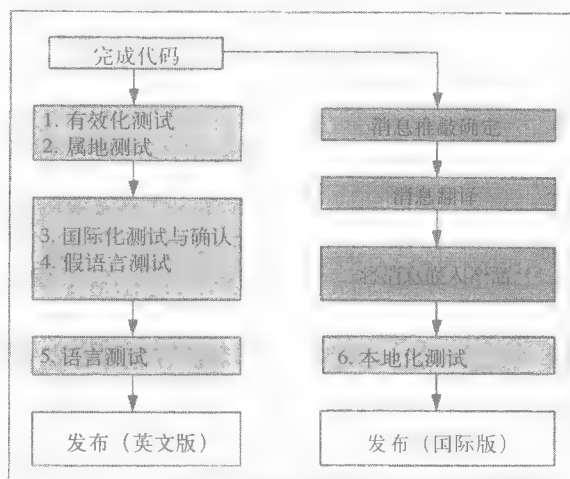 完成代码
1. 有效化测试
2. 属地测试
3. 国际化测试与确认
4. 假语言测试
5. 语言测试
发布（英文版）
消息推敲确定
消息翻译
6. 本地化测试
发布（国际版）